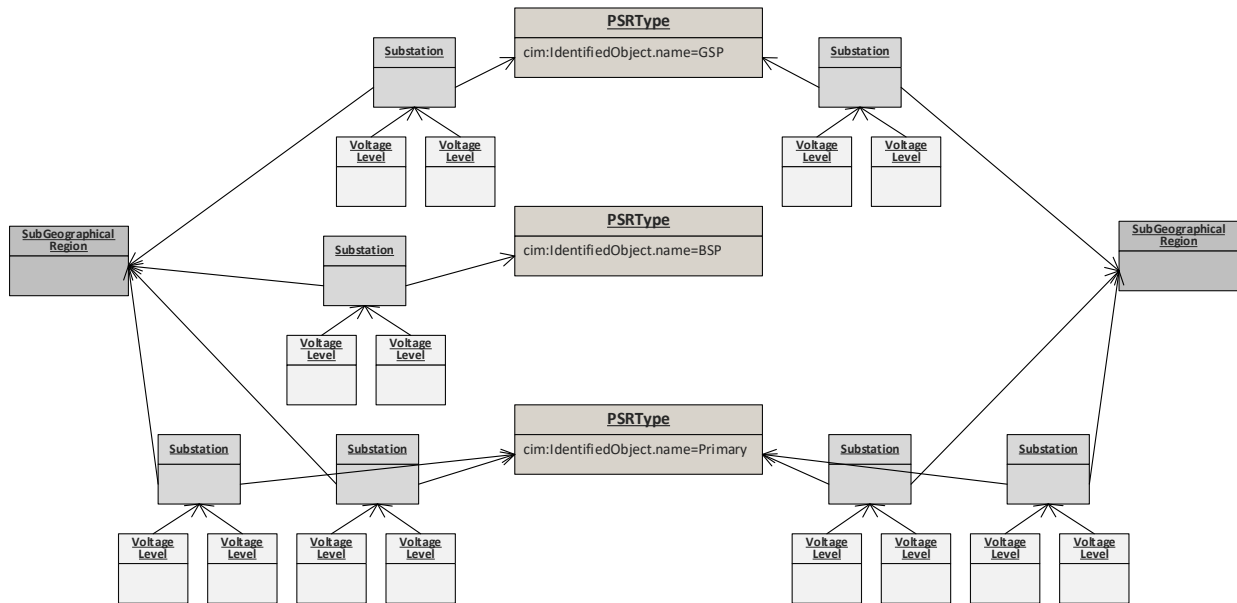 PSRType
cim:IdentifiedObject.name=GSP
Substation
Substation
Voltage
Level
Voltage
Level
Voltage
Level
Voltage
Level
PSRType
cim:IdentifiedObject.name=BSP
SubGeographical
Region
SubGeographical
Region
Substation
Voltage
Level
Voltage
Level
PSRType
cim:IdentifiedObject.name=Primary
Substation
Substation
Substation
Substation
Voltage
Level
Voltage
Level
Voltage
Level
Voltage
Level
Voltage
Level
Voltage
Level
Voltage
Level
Voltage
Level